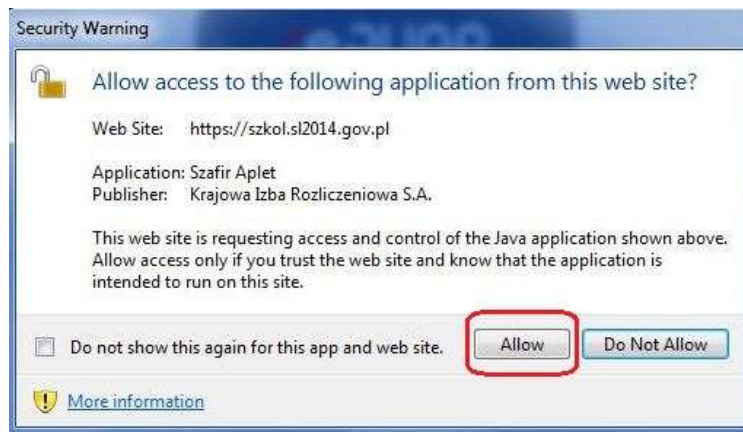 Security Warning
Allow access to the following application from this web site?
Web Site: https://szkol.sl2014.gov.pl
Application: Szafir Aplet
Publisher: Krajowa Izba Rozliczeniowa S.A.
This web site is requesting access and control of the Java application shown above.
Allow access only if you trust the web site and know that the application is
intended to run on this site.
Do not show this again for this app and web site.
Allow
Do Not Allow
More information